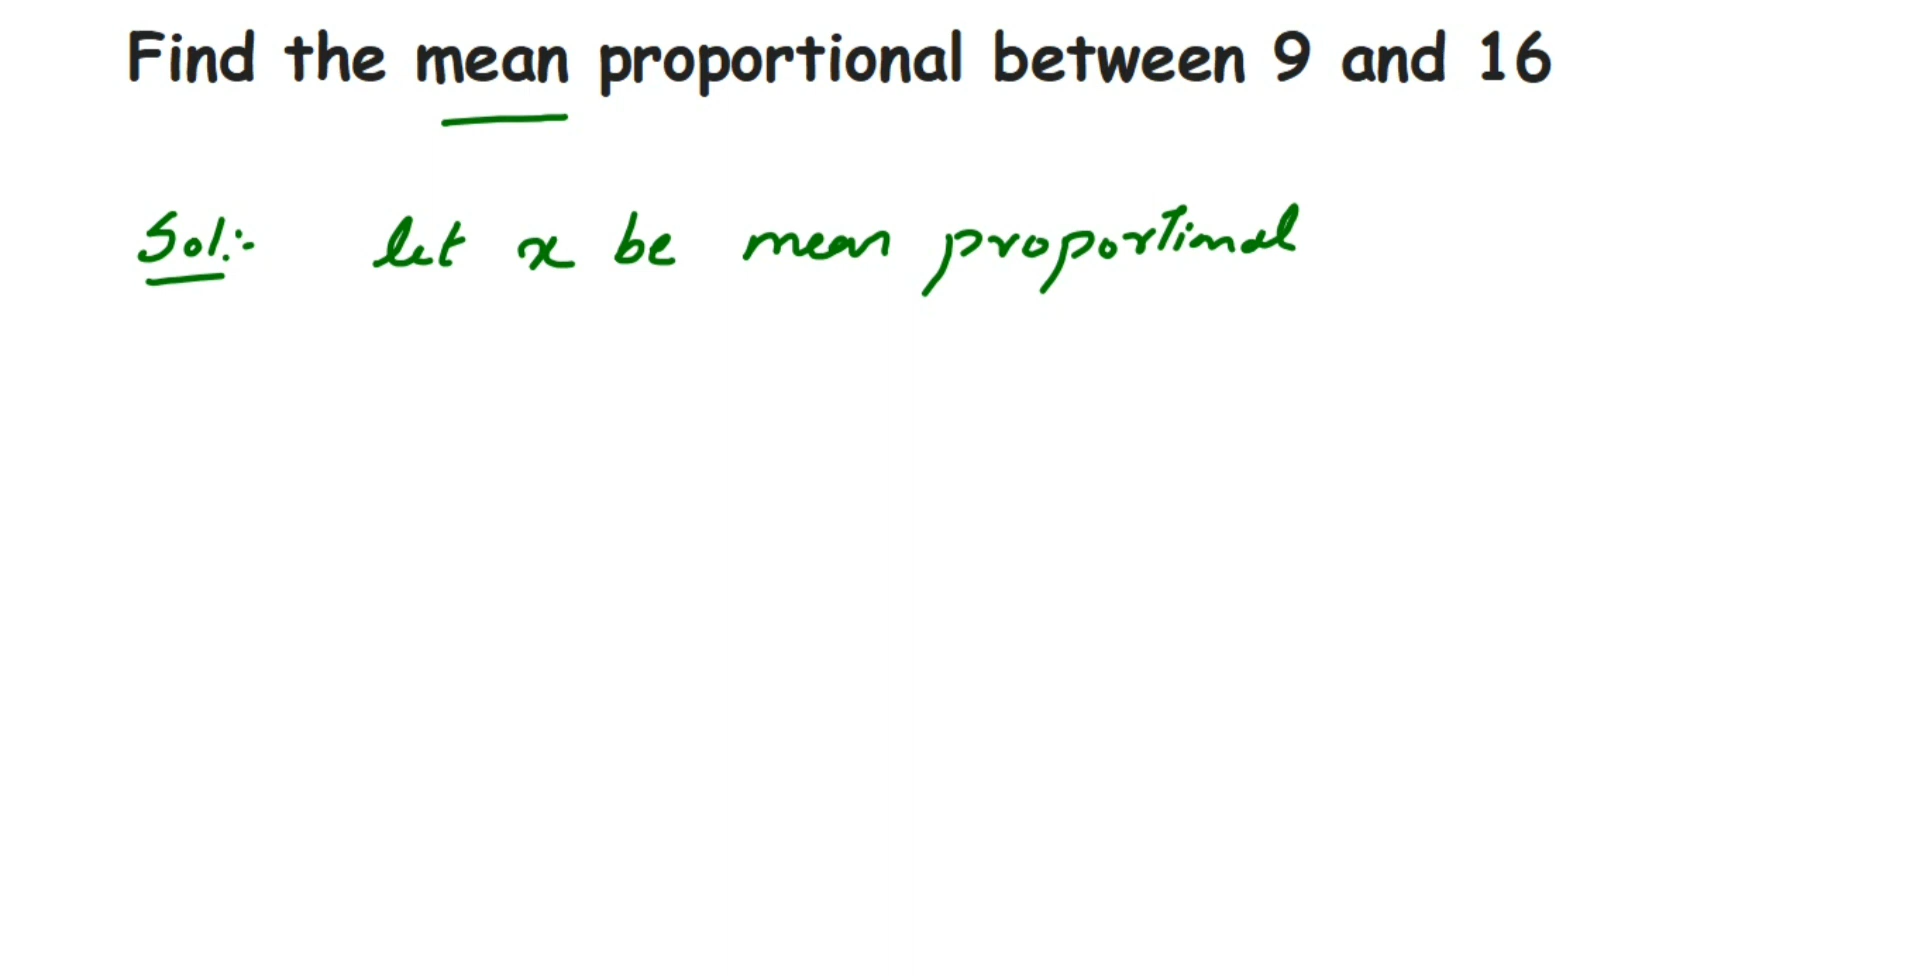 Find the mean proportional between 9 and 16
Sol:- let x be mean proportional